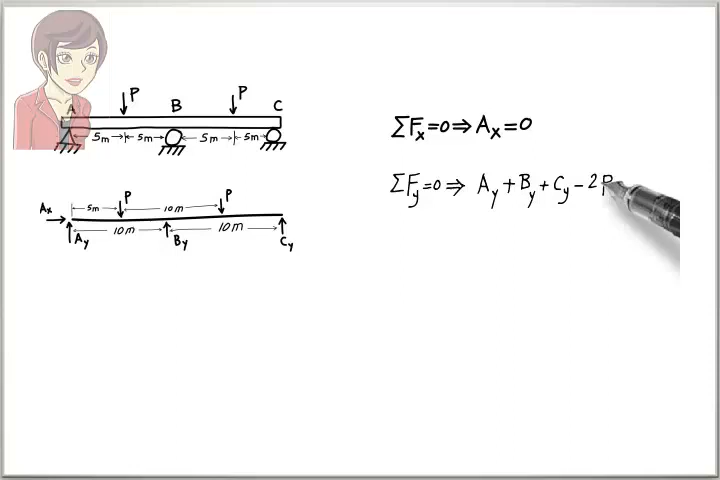 P P
A B C
5m 5m 5m 5m
P P
Ax 5m 10m
10m 10m
Ay By Cy
ΣFx=0⇒Ax=0
ΣFy=0⇒ Ay+By+Cy-2P